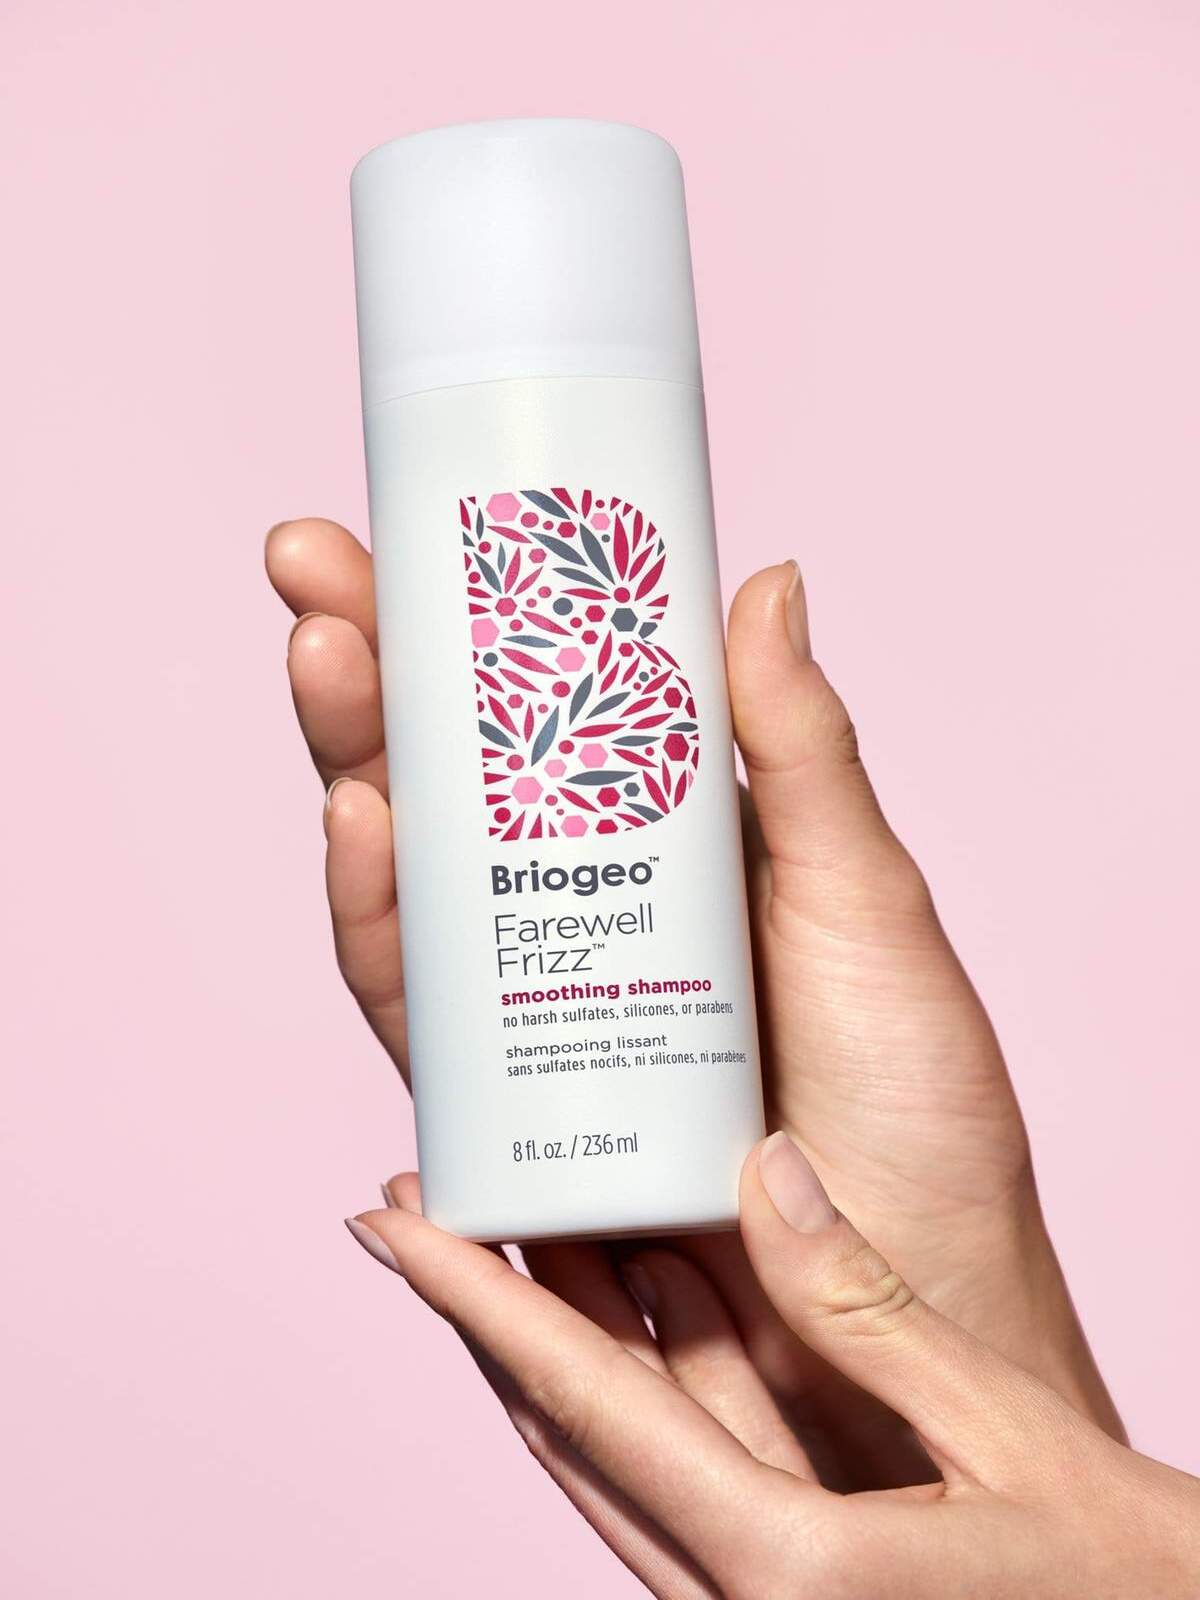 B
Briogeo™
Farewell
Frizz™
smoothing shampoo
no harsh sulfates, silicones, or parabens
shampooing lissant
sans sulfates nocifs, ni silicones, ni parabènes
8 fl. oz. / 236 ml